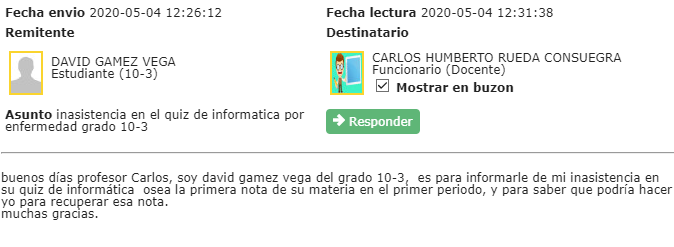 Fecha envio 2020-05-04 12:26:12
Fecha lectura 2020-05-04 12:31:38
Remitente
Destinatario
DAVID GAMEZ VEGA
Estudiante (10-3)
CARLOS HUMBERTO RUEDA CONSUEGRA
Funcionario (Docente)
Mostrar en buzon
Asunto inasistencia en el quiz de informatica por
enfermedad grado 10-3
Responder
buenos días profesor Carlos, soy david gamez vega del grado 10-3,  es para informarle de mi inasistencia en
su quiz de informática  osea la primera nota de su materia en el primer periodo, y para saber que podría hacer
yo para recuperar esa nota.
muchas gracias.